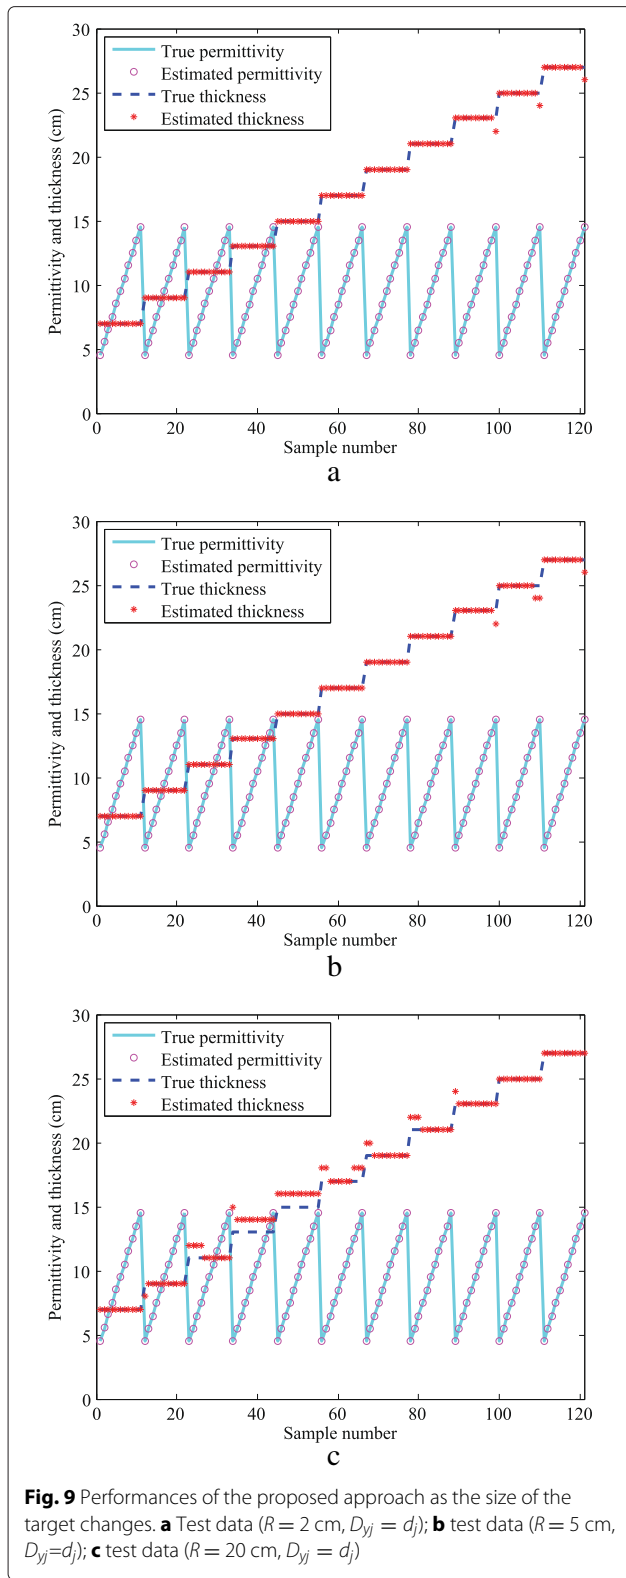 30
25
20
15
10
5
0
Permittivity and thickness (cm)
True permittivity
Estimated permittivity
True thickness
Estimated thickness
0 20 40 60 80 100 120
Sample number
a
30
25
20
15
10
5
0
Permittivity and thickness (cm)
True permittivity
Estimated permittivity
True thickness
Estimated thickness
0 20 40 60 80 100 120
Sample number
b
30
25
20
15
10
5
0
Permittivity and thickness (cm)
True permittivity
Estimated permittivity
True thickness
Estimated thickness
0 20 40 60 80 100 120
Sample number
c
Fig. 9 Performances of the proposed approach as the size of the
target changes. a Test data (R = 2 cm, Dyj = dj); b test data (R = 5 cm,
Dyj=dj); c test data (R = 20 cm, Dyj = dj)